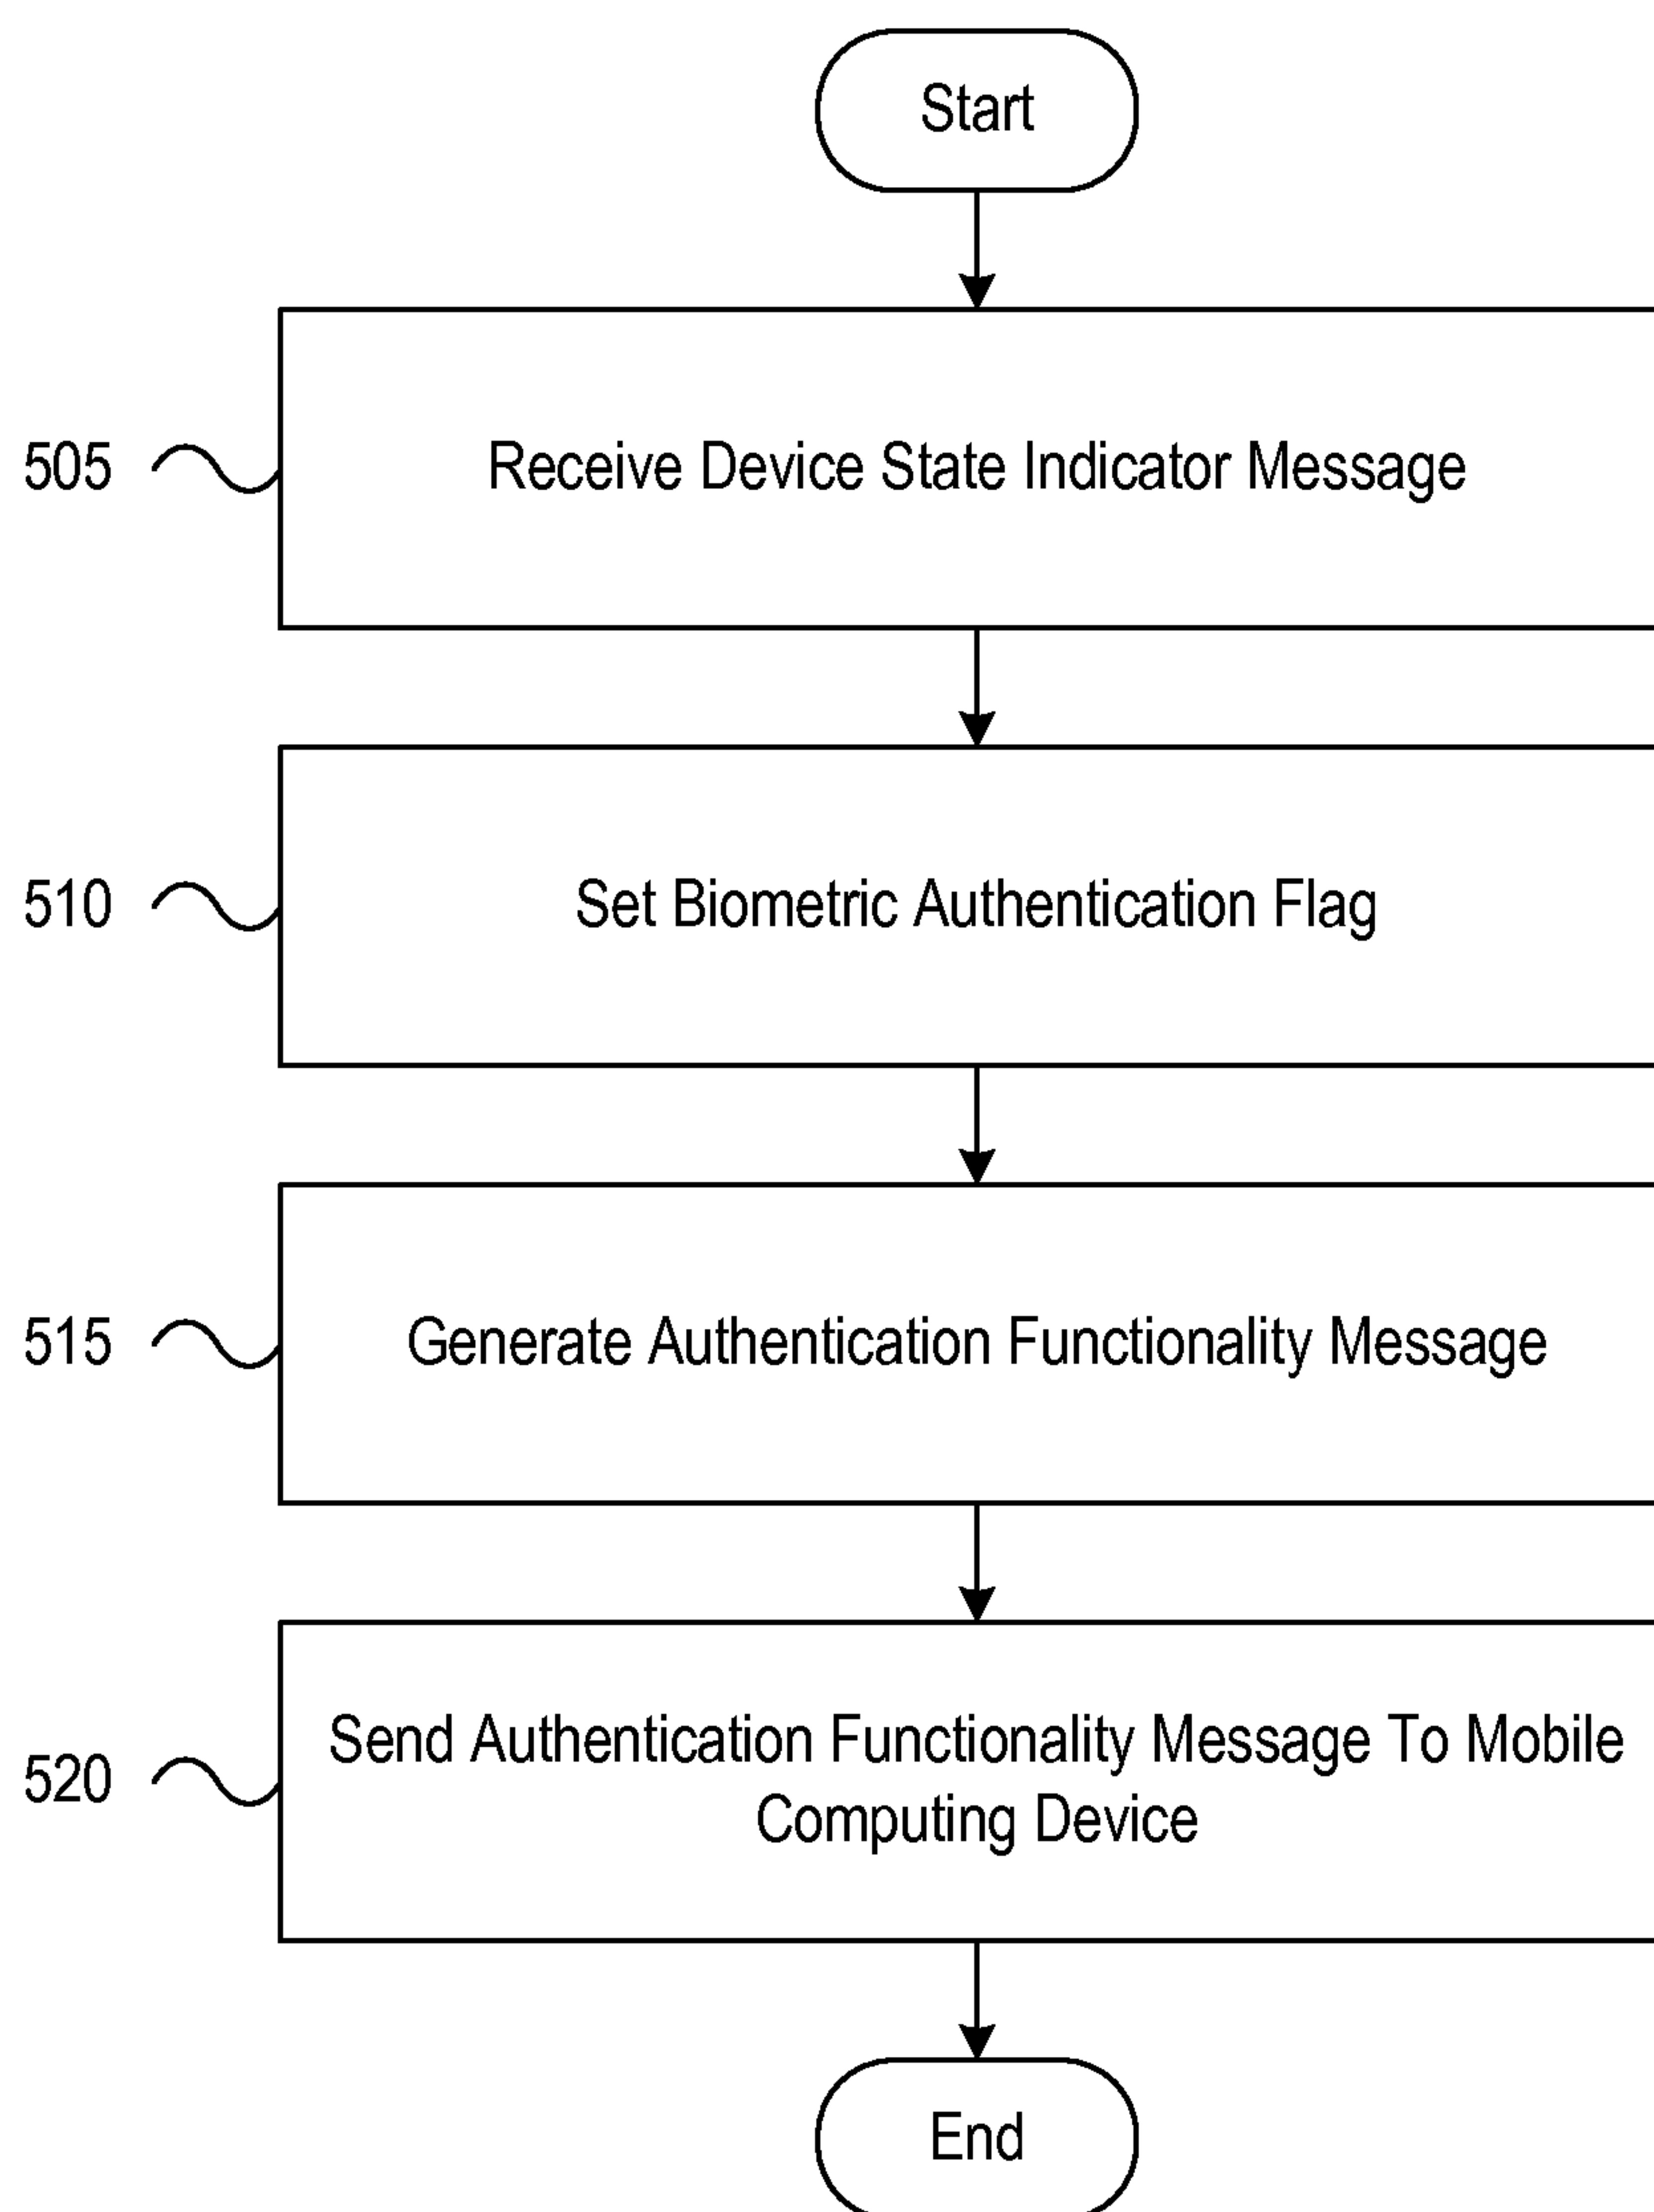 Start
505
Receive Device State Indicator Message
510
Set Biometric Authentication Flag
515
Generate Authentication Functionality Message
520
Send Authentication Functionality Message To Mobile
Computing Device
End